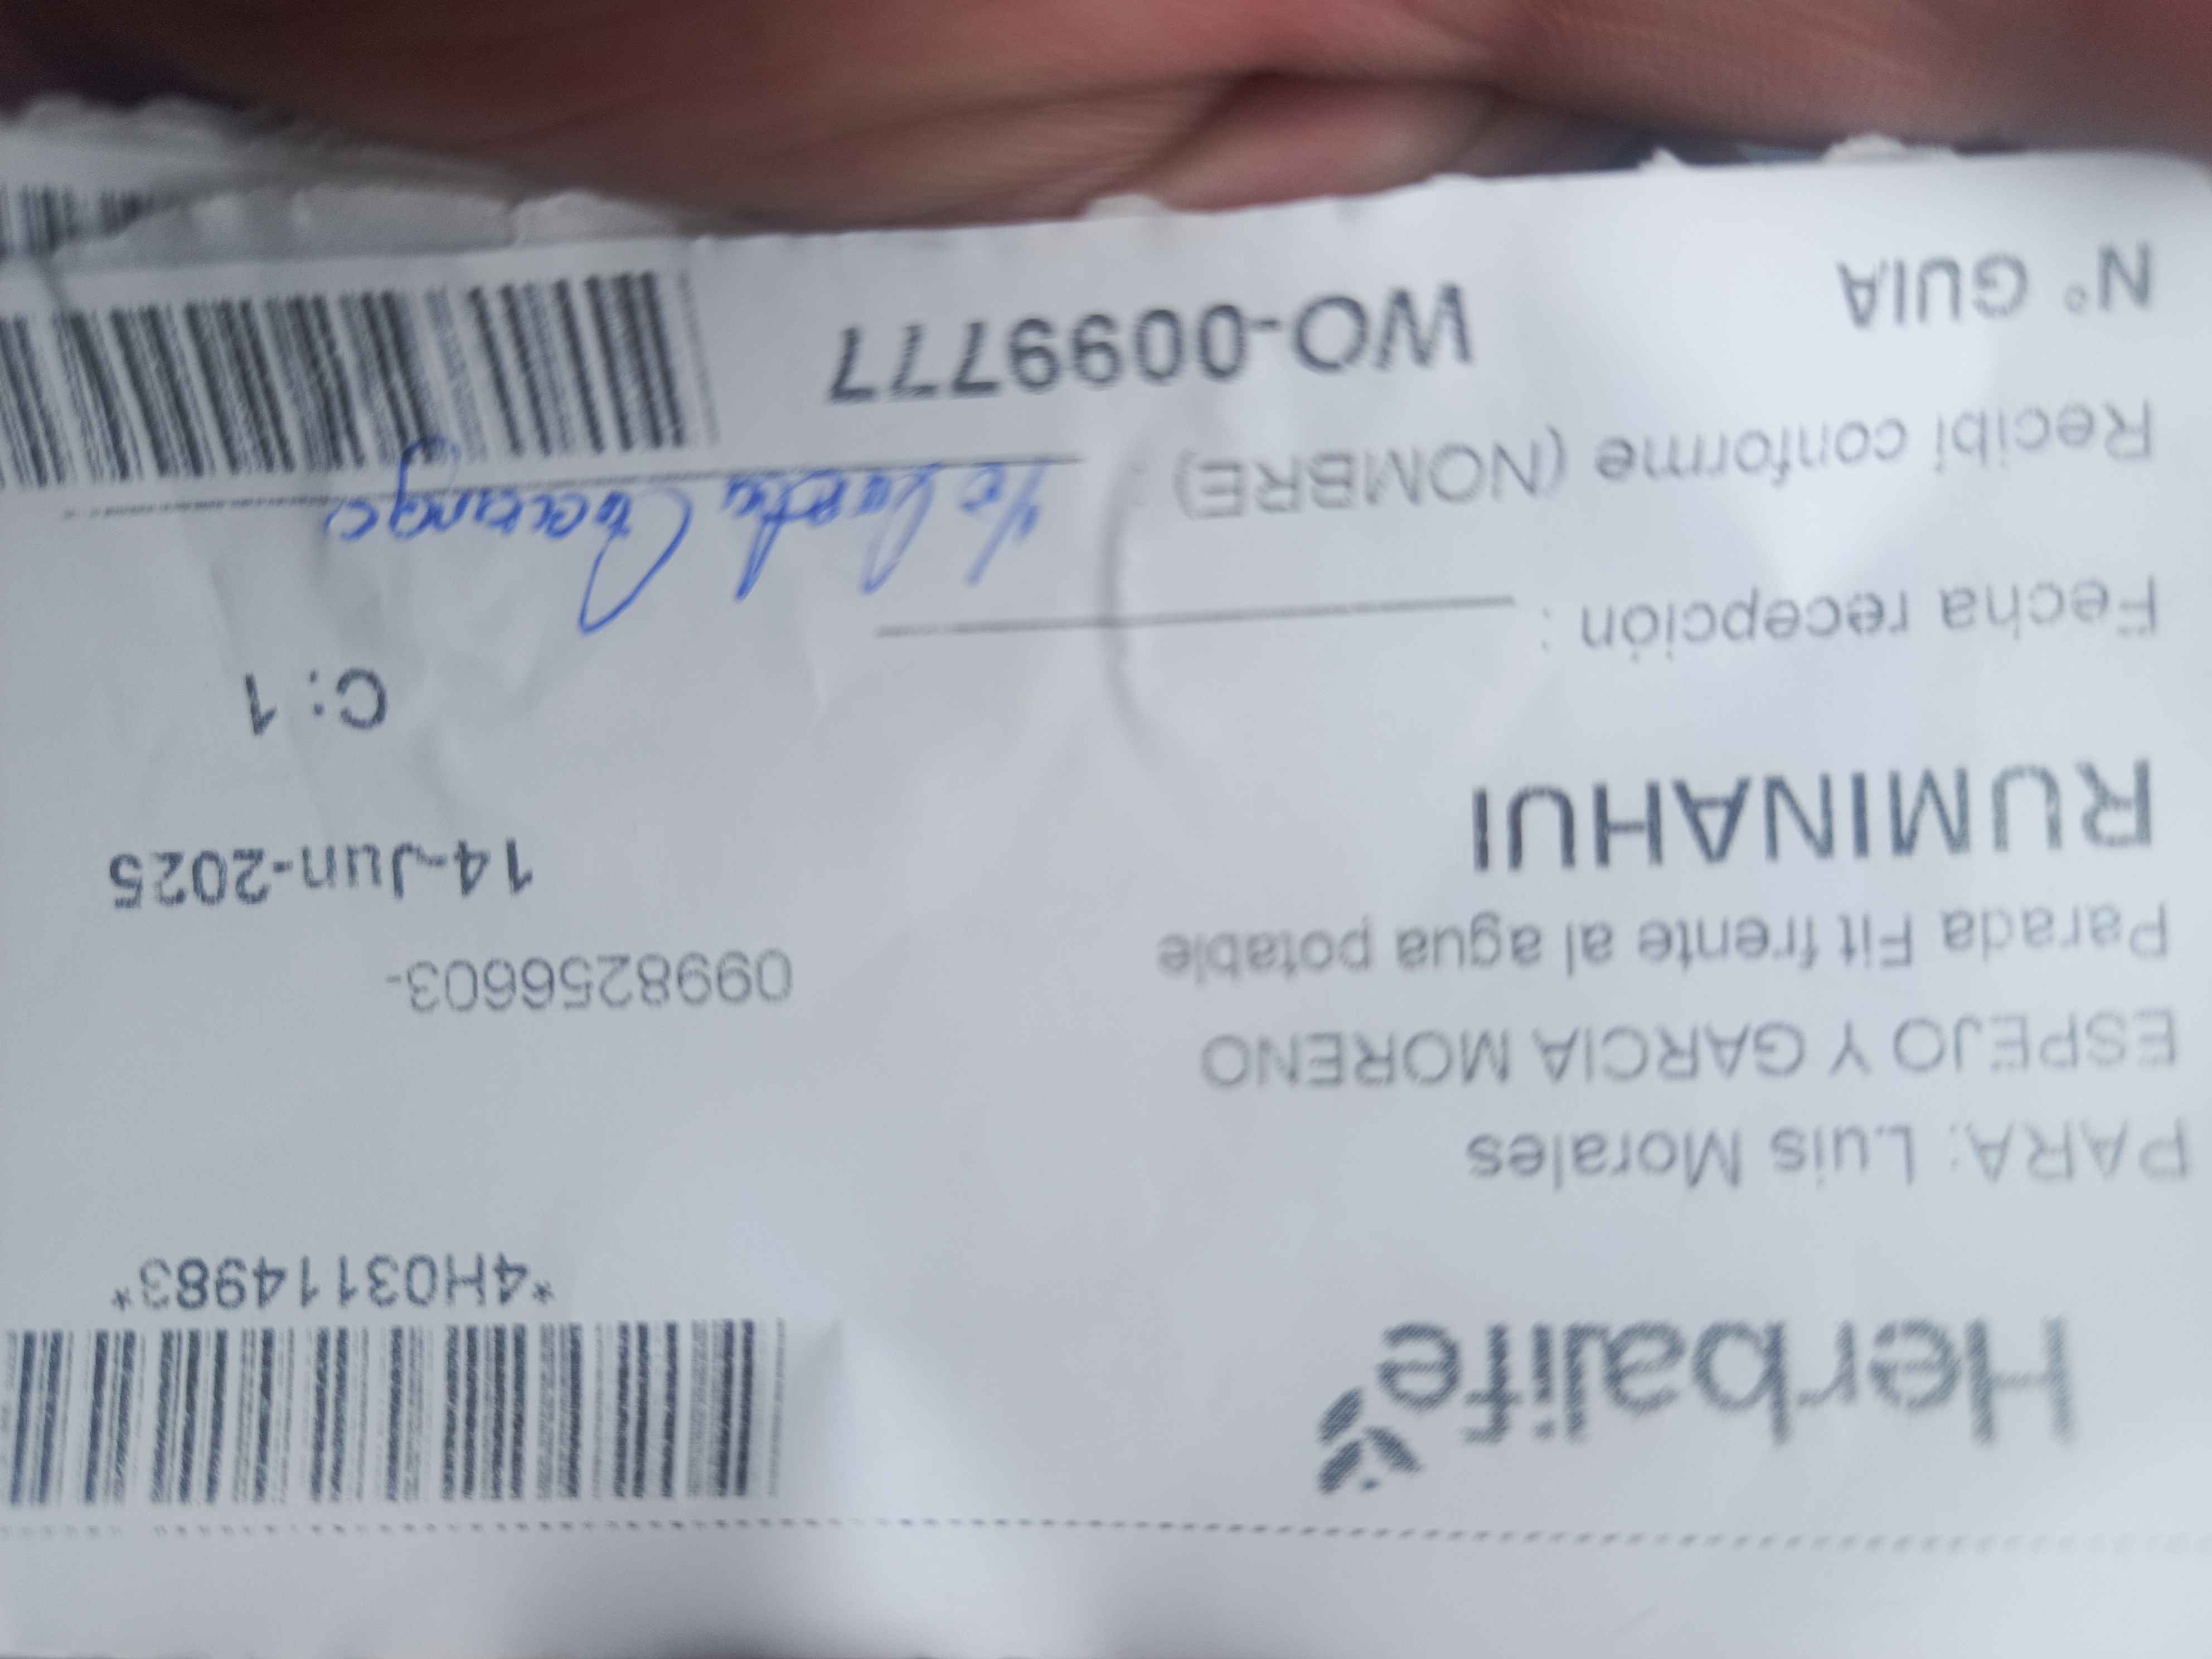 Herbalife
*4H03114983*
PARA: Luis Morales
ESPEJO Y GARCIA MORENO
0998256603-
Parada Fit frente al agua potable
14-Jun-2025
RUMINAHUI
C: 1
Fecha recepción :
Recibí conforme (NOMBRE)
N° GUIA WO-0099777